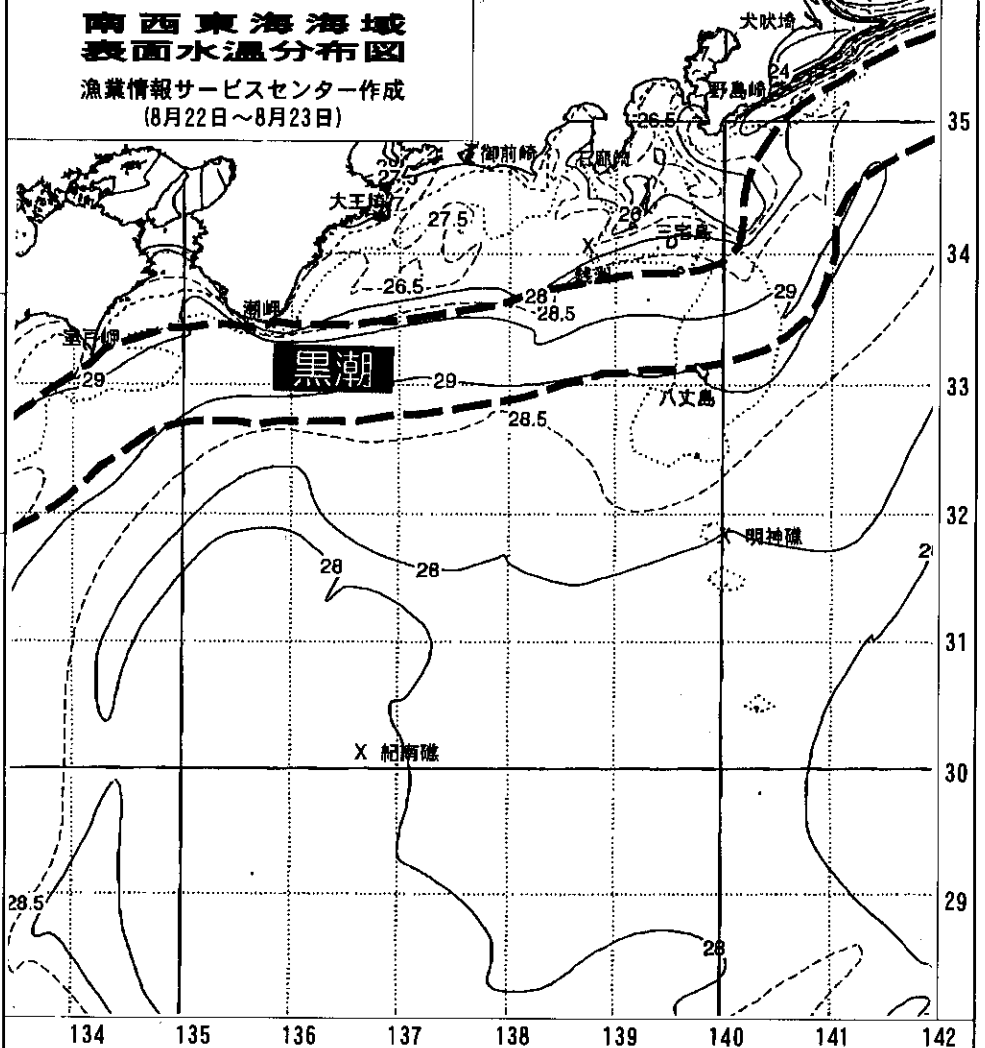 南西東海海域
表面水温分布図
漁業情報サービスセンター作成
(8月22日～8月23日)
犬吠埼
24
野島崎
26.5
35
御前崎
石廊崎
27.5
大王埼
27.5
28
三宅島
34
26.5
銭洲
28
28.5
29
潮岬
室戸岬
黒潮
29
29
33
八丈島
28.5
32
明神礁
28
28
31
X 紀南礁
30
28.5
29
28
134 135 136 137 138 139 140 141 142